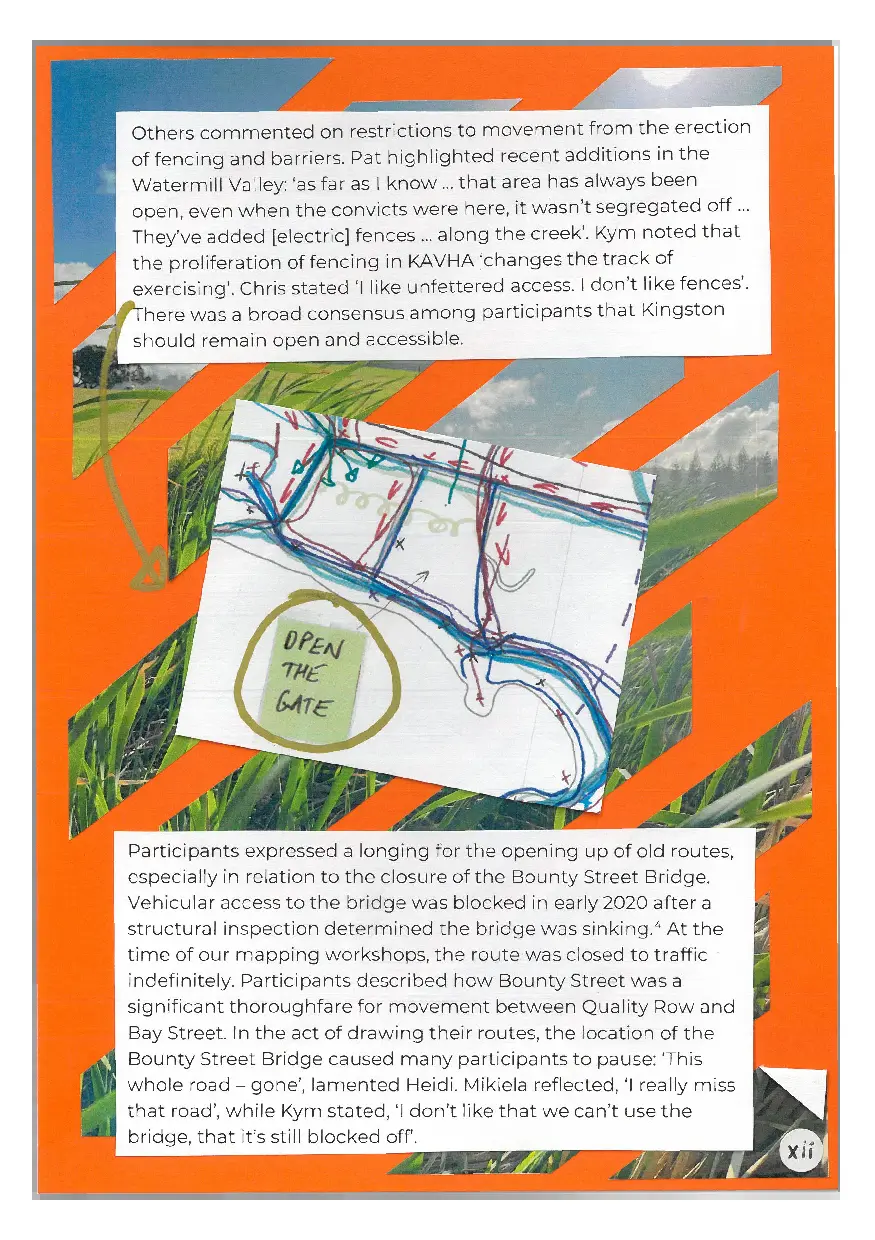 Others commented on restrictions to movement from the erection
of fencing and barriers. Pat highlighted recent additions in the
Watermill Valley: ‘as far as I know ... that area has always been
open, even when the convicts were here, it wasn’t segregated off ...
They’ve added [electric] fences ... along the creek’. Kym noted that
the proliferation of fencing in KAVHA ‘changes the track of
exercising’. Chris stated ‘I like unfettered access. I don’t like fences’.
There was a broad consensus among participants that Kingston
should remain open and accessible.
OPEN
THE
GATE
Participants expressed a longing for the opening up of old routes,
especially in relation to the closure of the Bounty Street Bridge.
Vehicular access to the bridge was blocked in early 2020 after a
structural inspection determined the bridge was sinking.⁴ At the
time of our mapping workshops, the route was closed to traffic
indefinitely. Participants described how Bounty Street was a
significant thoroughfare for movement between Quality Row and
Bay Street. In the act of drawing their routes, the location of the
Bounty Street Bridge caused many participants to pause: ‘This
whole road – gone’, lamented Heidi. Mikiela reflected, ‘I really miss
that road’, while Kym stated, ‘I don’t like that we can’t use the
bridge, that it’s still blocked off’.
xii